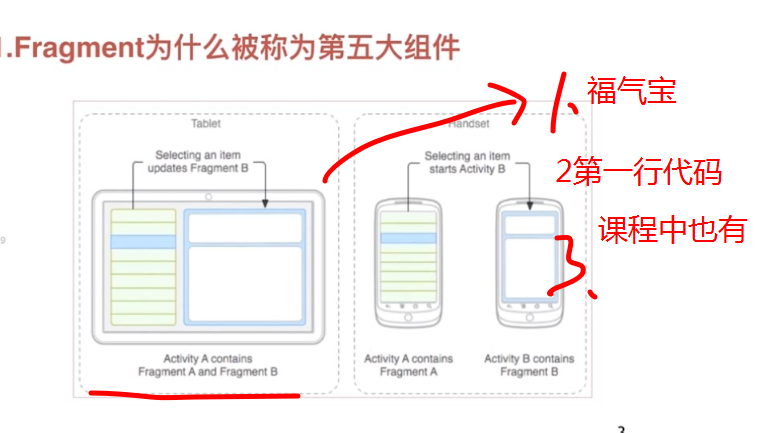 1.Fragment为什么被称为第五大组件
Tablet
Handset
Selecting an item
updates Fragment B
Selecting an item
starts Activity B
1、福气宝
2第一行代码
课程中也有
3、
9
Activity A contains
Fragment A and Fragment B
Activity A contains
Fragment A
Activity B contains
Fragment B
3